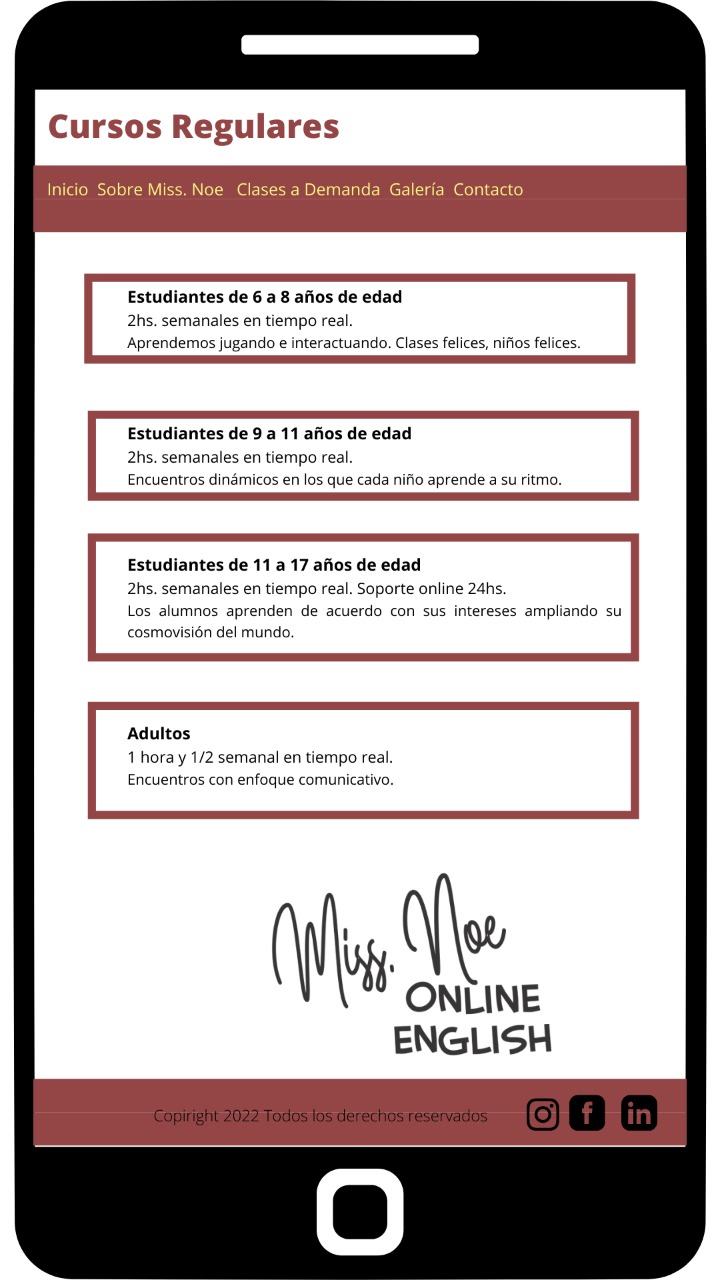 Cursos Regulares
Inicio Sobre Miss. Noe Clases a Demanda Galería Contacto
Estudiantes de 6 a 8 años de edad
2hs. semanales en tiempo real.
Aprendemos jugando e interactuando. Clases felices, niños felices.
Estudiantes de 9 a 11 años de edad
2hs. semanales en tiempo real.
Encuentros dinámicos en los que cada niño aprende a su ritmo.
Estudiantes de 11 a 17 años de edad
2hs. semanales en tiempo real. Soporte online 24hs.
Los alumnos aprenden de acuerdo con sus intereses ampliando su
cosmovisión del mundo.
Adultos
1 hora y 1/2 semanal en tiempo real.
Encuentros con enfoque comunicativo.
Miss. Noe
ONLINE
ENGLISH
Copiright 2022 Todos los derechos reservados